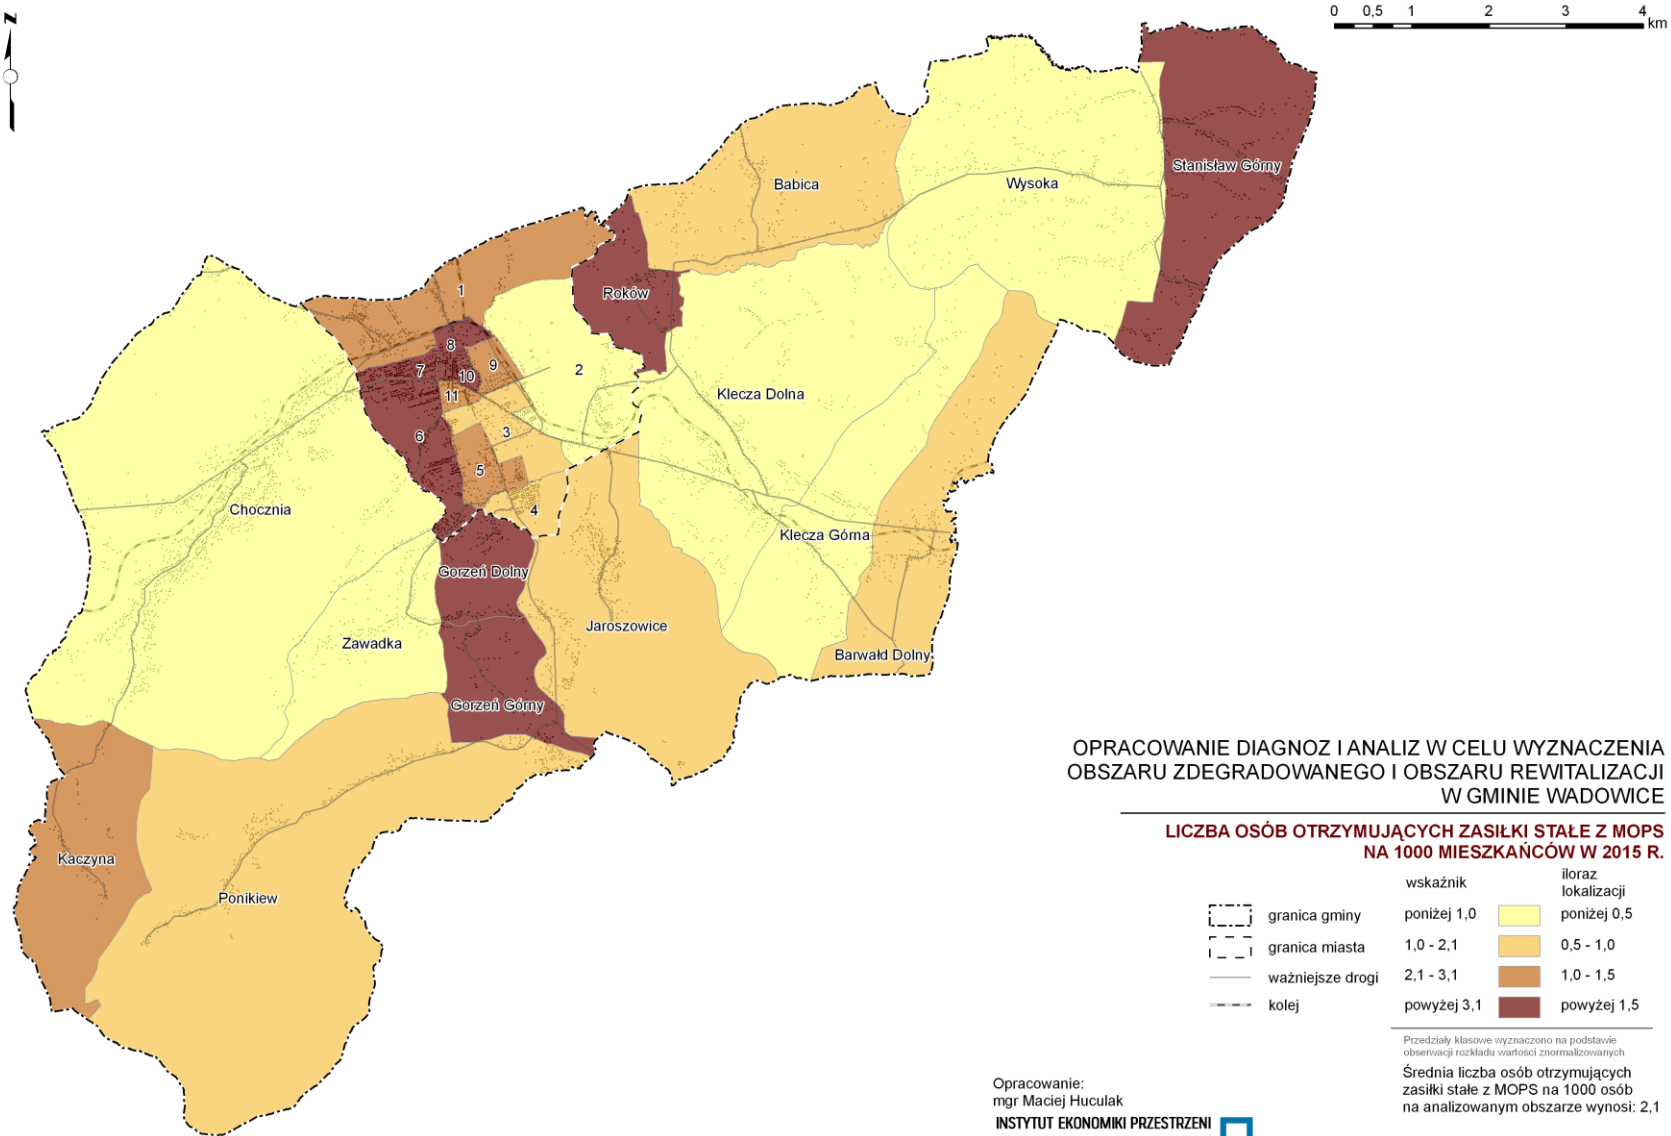 N
0 0,5 1 2 3 4
km
Stanisław Górny
Wysoka
Babica
Roków
1
8
7
10
9
2
11
3
6
5
4
Klecza Dolna
Chocznia
Klecza Górna
Gorzeń Dolny
Jaroszowice
Zawadka
Barwałd Dolny
Gorzeń Górny
Kaczyna
Ponikiew
OPRACOWANIE DIAGNOZ I ANALIZ W CELU WYZNACZENIA
OBSZARU ZDEGRADOWANEGO I OBSZARU REWITALIZACJI
W GMINIE WADOWICE
LICZBA OSÓB OTRZYMUJĄCYCH ZASIŁKI STAŁE Z MOPS
NA 1000 MIESZKAŃCÓW W 2015 R.
wskaźnik
iloraz
lokalizacji
granica gminy poniżej 1,0 poniżej 0,5
granica miasta 1,0 - 2,1 0,5 - 1,0
ważniejsze drogi 2,1 - 3,1 1,0 - 1,5
kolej powyżej 3,1 powyżej 1,5
Przedziały klasowe wyznaczono na podstawie
obserwacji rozkładu wartości znormalizowanych
Średnia liczba osób otrzymujących
zasiłki stałe z MOPS na 1000 osób
na analizowanym obszarze wynosi: 2,1
Opracowanie:
mgr Maciej Huculak
INSTYTUT EKONOMIKI PRZESTRZENI